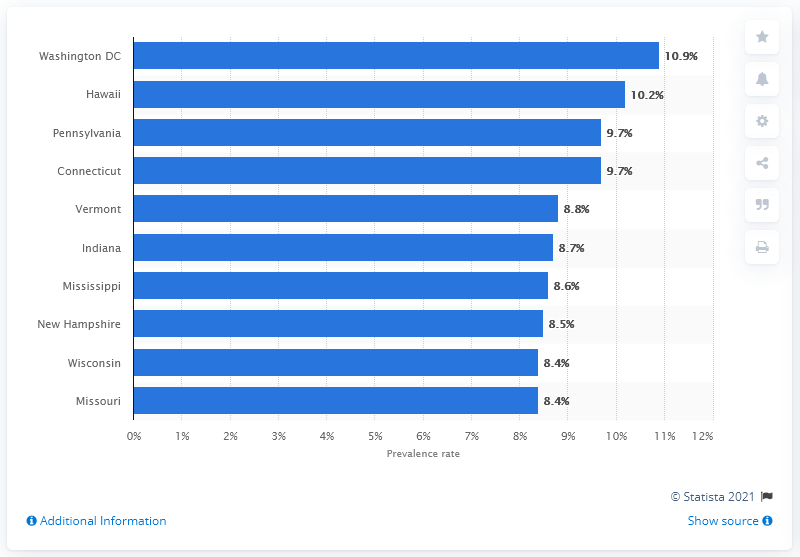 Washington DC 10.9%
Hawaii 10.2%
Pennsylvania 9.7%
Connecticut 9.7%
Vermont 8.8%
Indiana 8.7%
Mississippi 8.6%
New Hampshire 8.5%
Wisconsin 8.4%
Missouri 8.4%
0% 1% 2% 3% 4% 5% 6% 7% 8% 9% 10% 11% 12%
Prevalence rate
© Statista 2021
Additional Information Show source